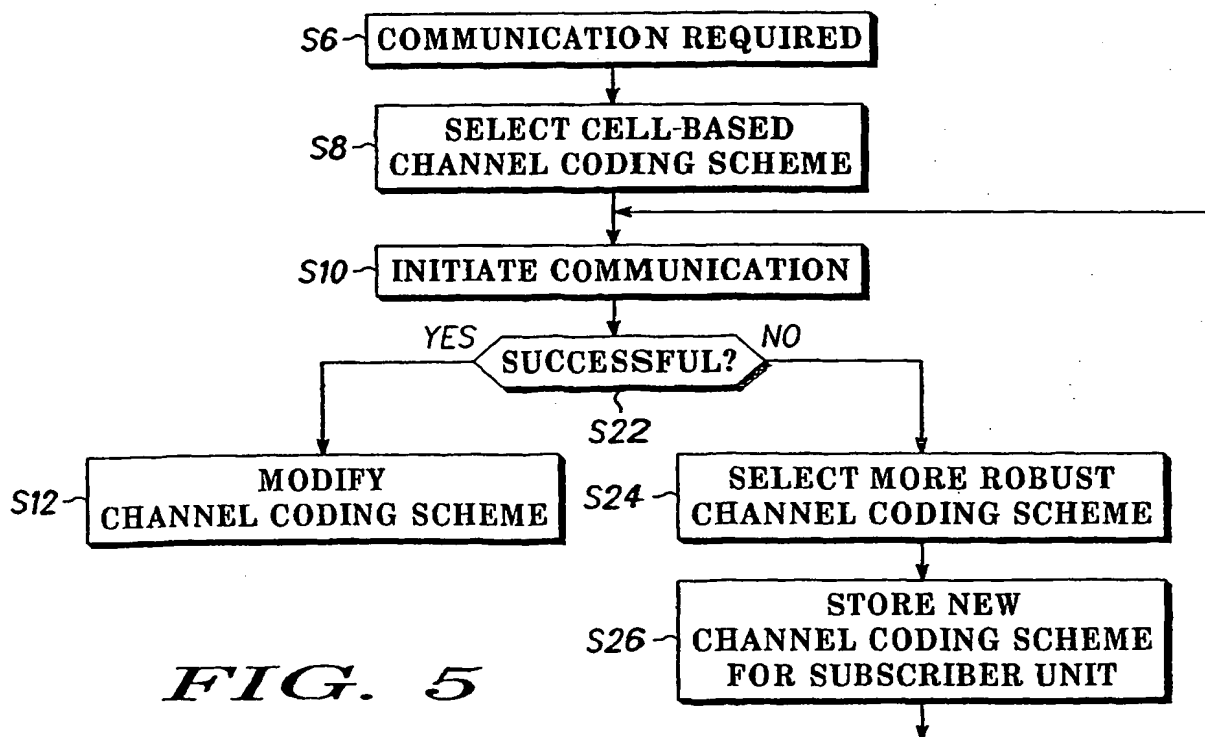 S6 COMMUNICATION REQUIRED
S8 SELECT CELL-BASED
CHANNEL CODING SCHEME
S10 INITIATE COMMUNICATION
YES SUCCESSFUL? NO
S22
S12 MODIFY
CHANNEL CODING SCHEME
S24 SELECT MORE ROBUST
CHANNEL CODING SCHEME
S26 STORE NEW
CHANNEL CODING SCHEME
FOR SUBSCRIBER UNIT
FIG. 5